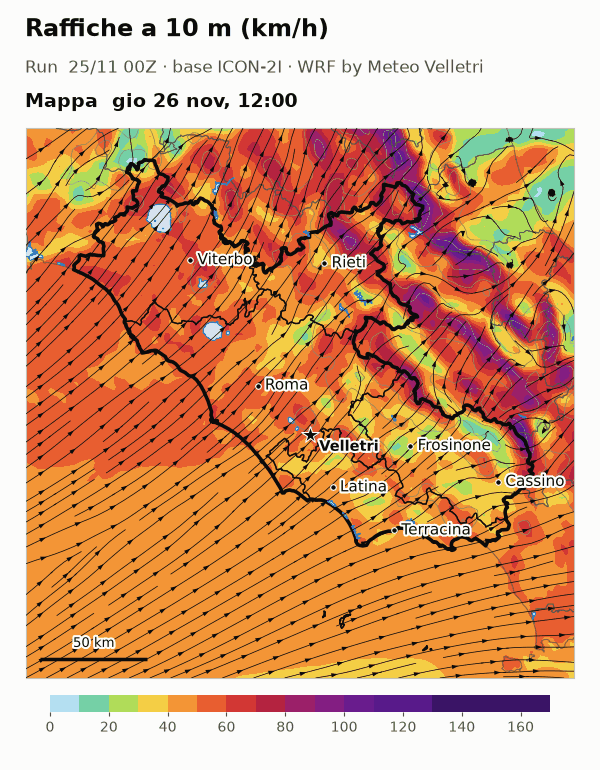 Raffiche a 10 m (km/h)
Run  25/11 00Z · base ICON-2I · WRF by Meteo Velletri
Mappa  gio 26 nov, 12:00
Viterbo
Rieti
Roma
Velletri
Frosinone
Latina
Cassino
Terracina
50 km
0 20 40 60 80 100 120 140 160